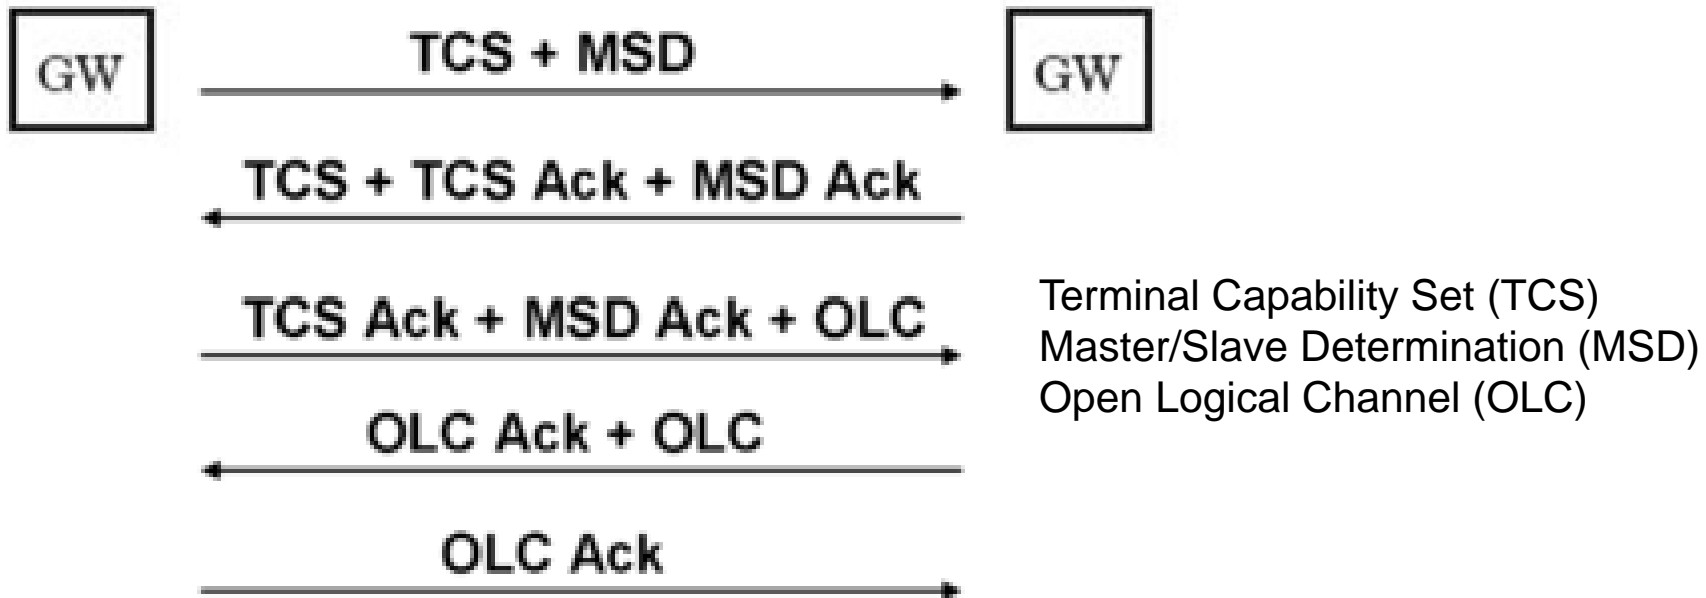 GW
TCS + MSD
GW
TCS + TCS Ack + MSD Ack
TCS Ack + MSD Ack + OLC
OLC Ack + OLC
OLC Ack
Terminal Capability Set (TCS)
Master/Slave Determination (MSD)
Open Logical Channel (OLC)